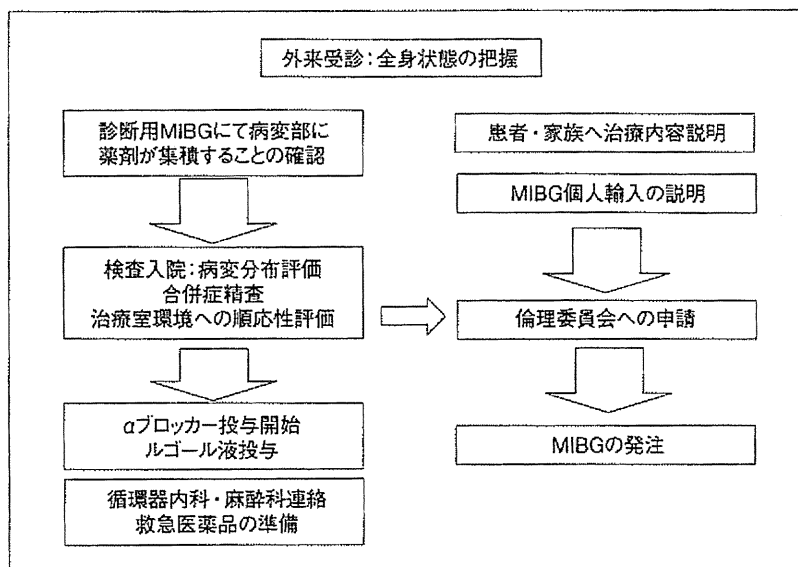 外来受診：全身状態の把握
診断用MIBGにて病変部に
薬剤が集積することの確認
検査入院：病変分布評価
合併症精査
治療室環境への順応性評価
αブロッカー投与開始
ルゴール液投与
循環器内科・麻酔科連絡
救急医薬品の準備
患者・家族へ治療内容説明
MIBG個人輸入の説明
倫理委員会への申請
MIBGの発注